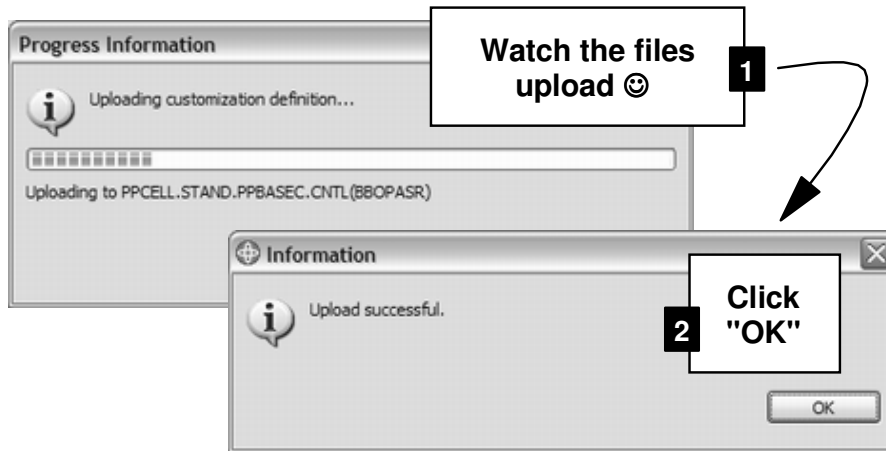 Progress Information
Watch the files
upload ☺
1
Uploading customization definition...
Uploading to PPCELL.STAND.PPBASEC.CNTL(BBOPASR)
Information
Upload successful.
2
Click
"OK"
OK